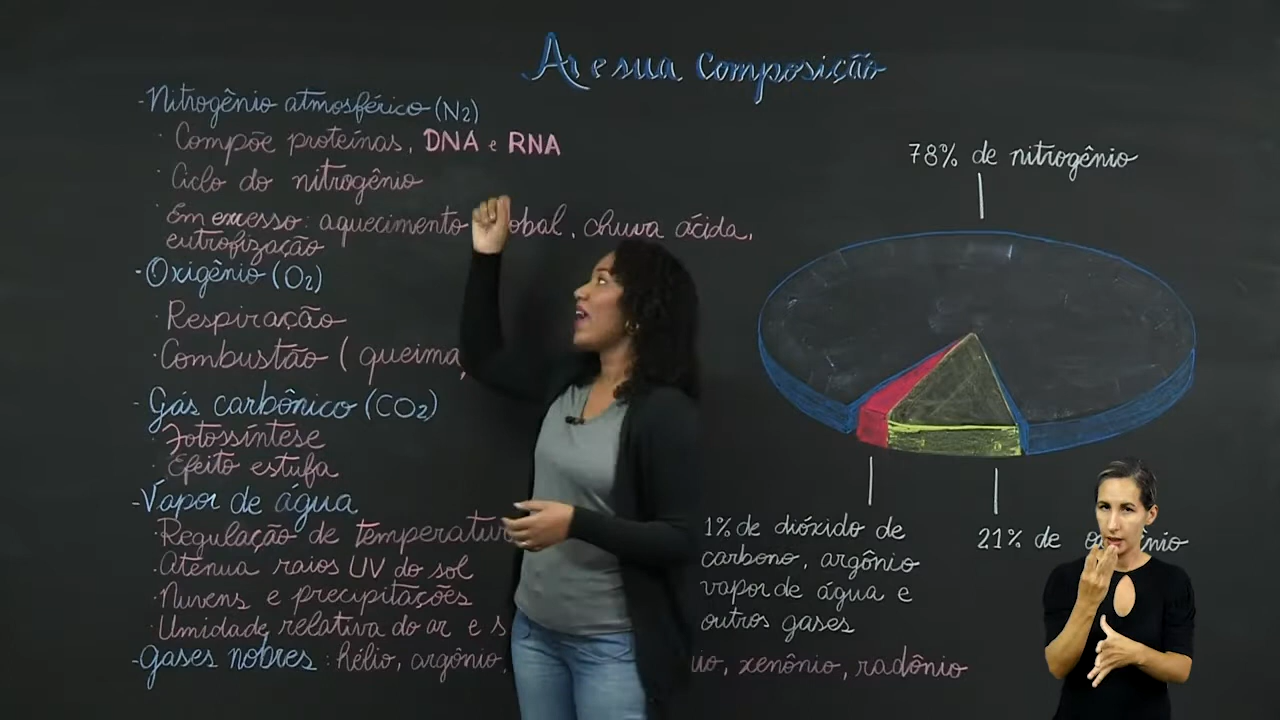 Ar e sua composição
-Nitrogênio atmosférico (N2)
· Compõe proteínas, DNA e RNA
· Ciclo do nitrogênio
· Em excesso: aquecimento obal, chuva ácida,
eutrofização
-Oxigênio (O2)
· Respiração
· Combustão (queima
-Gás carbônico (CO2)
· Fotossíntese
· Efeito estufa
-Vapor de água
· Regulação de temperatur
· Atenua raios UV do sol
· Nuvens e precipitações
· Umidade relativa do ar e s
-Gases nobres: hélio, argônio, io, xenônio, radônio
78% de nitrogênio
1% de dióxido de
carbono, argônio
vapor de água e
outros gases
21% de